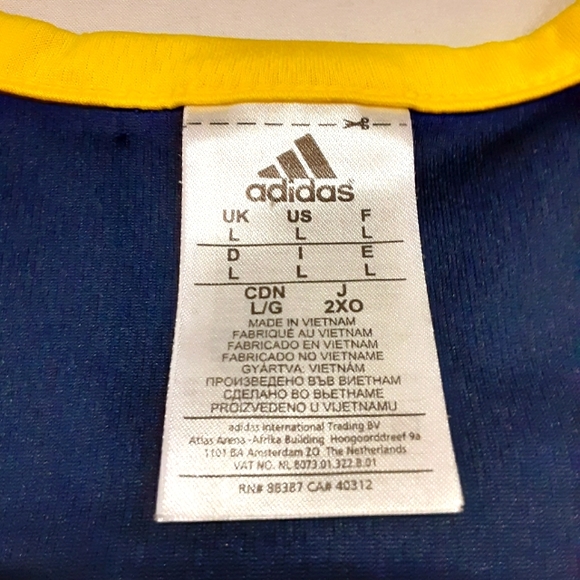 adidas
UK US F
L L L
D I E
L L L
CDN J
L/G 2XO
MADE IN VIETNAM
FABRIQUÉ AU VIETNAM
FABRICADO EN VIETNAM
FABRICADO NO VIETNAME
GYÁRTVA: VIETNÁM
ПРОИЗВЕДЕНО ВЪВ ВИЕТНАМ
СДЕЛАНО ВО ВЬЕТНАМЕ
PROIZVEDENO U VIJETNAMU
adidas International Trading BV
Atlas Arena -Afrika Building Hoogoorddreef 9a
1101 BA Amsterdam ZO The Netherlands
VAT NO. NL 8073.01.322.B.01
RN# 88387 CA# 40312